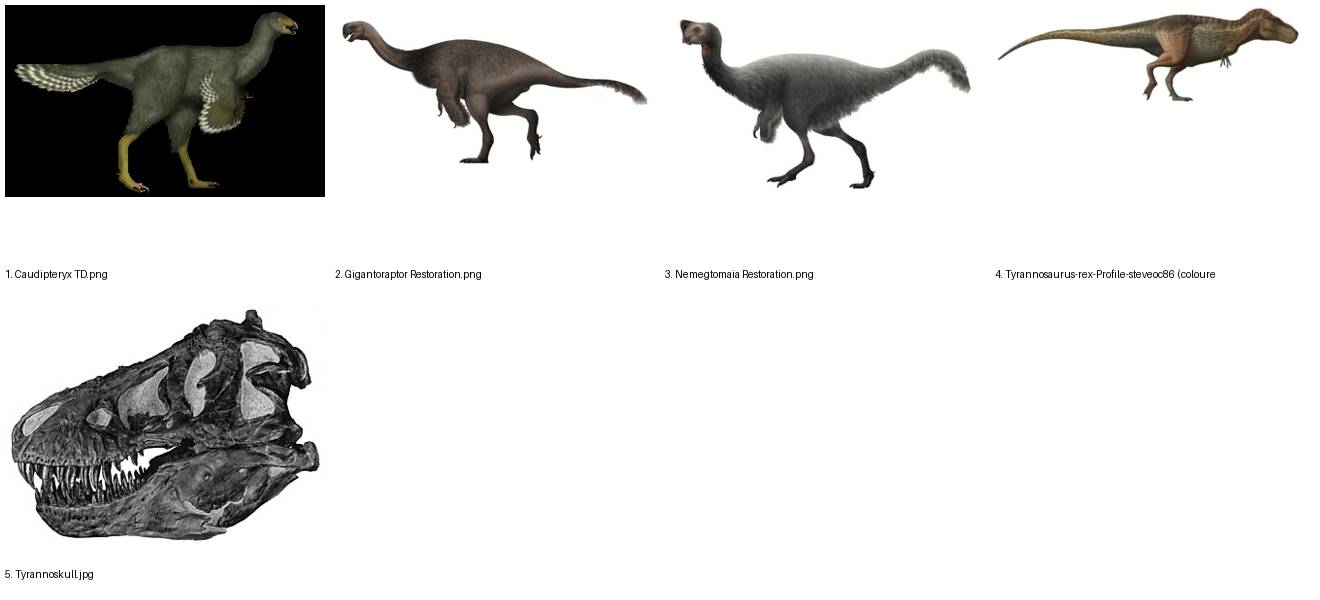 1. Caudipteryx TD.png
2. Gigantoraptor Restoration.png
3. Nemegtomaia Restoration.png
4. Tyrannosaurus-rex-Profile-steveoc86 (coloure
5. Tyrannoskull.jpg